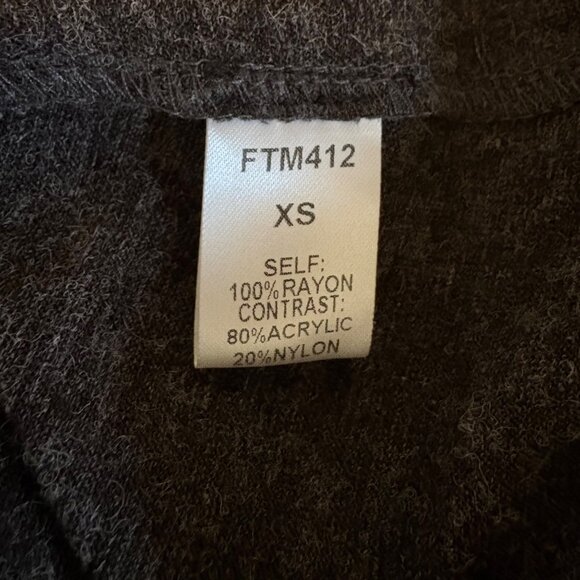 FTM412
XS
SELF:
100%RAYON
CONTRAST:
80%ACRYLIC
20%NYLON